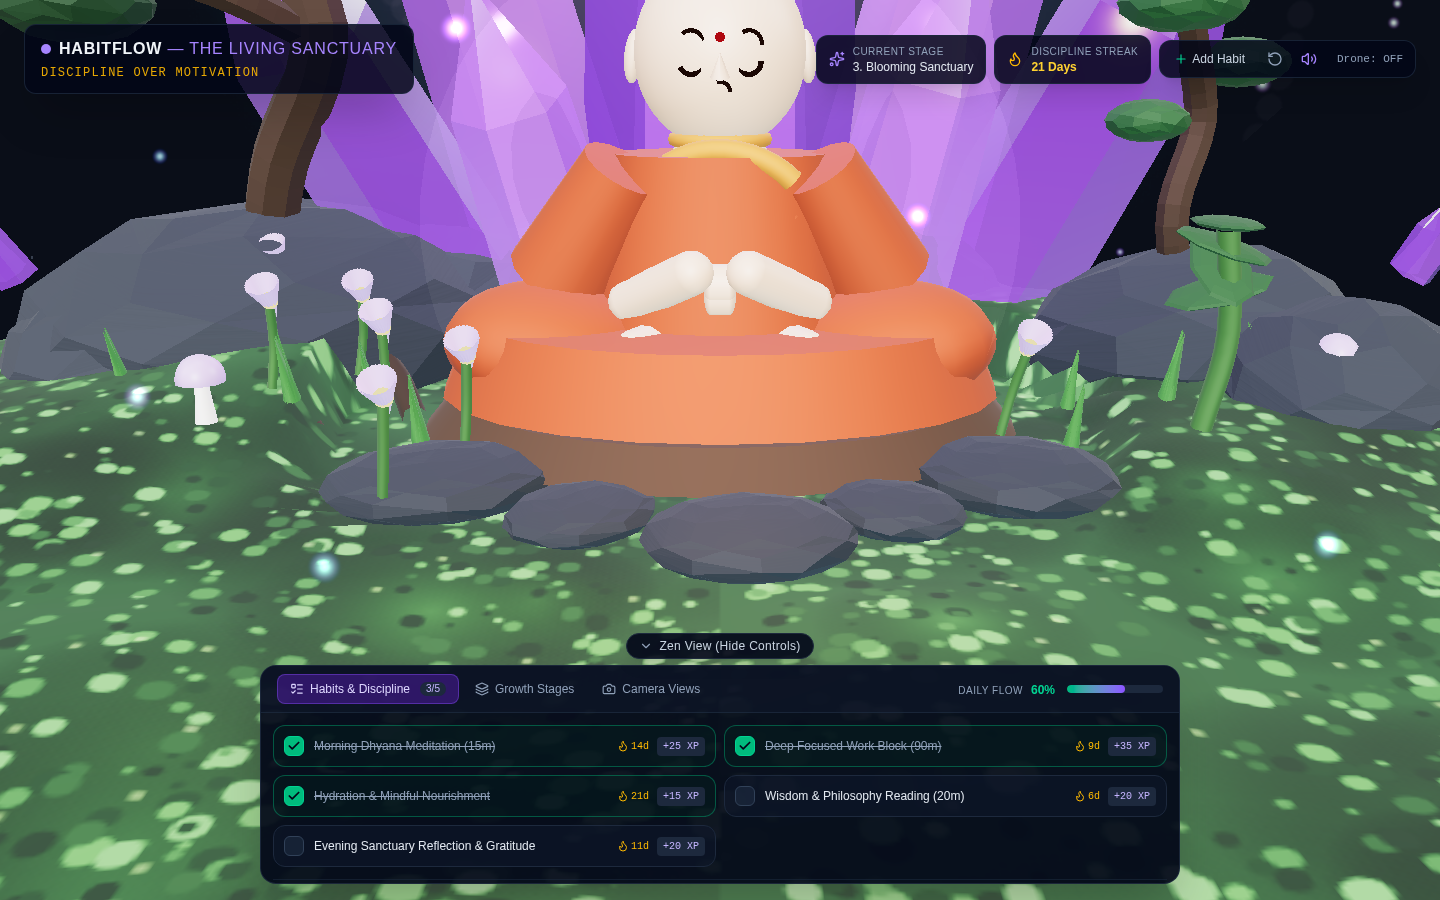 HABITFLOW — THE LIVING SANCTUARY
DISCIPLINE OVER MOTIVATION
CURRENT STAGE
3. Blooming Sanctuary
DISCIPLINE STREAK
21 Days
Add Habit
Drone: OFF
Zen View (Hide Controls)
Habits & Discipline 3/5
Growth Stages
Camera Views
DAILY FLOW 60%
Morning Dhyana Meditation (15m) 14d +25 XP
Deep Focused Work Block (90m) 9d +35 XP
Hydration & Mindful Nourishment 21d +15 XP
Wisdom & Philosophy Reading (20m) 6d +20 XP
Evening Sanctuary Reflection & Gratitude 11d +20 XP